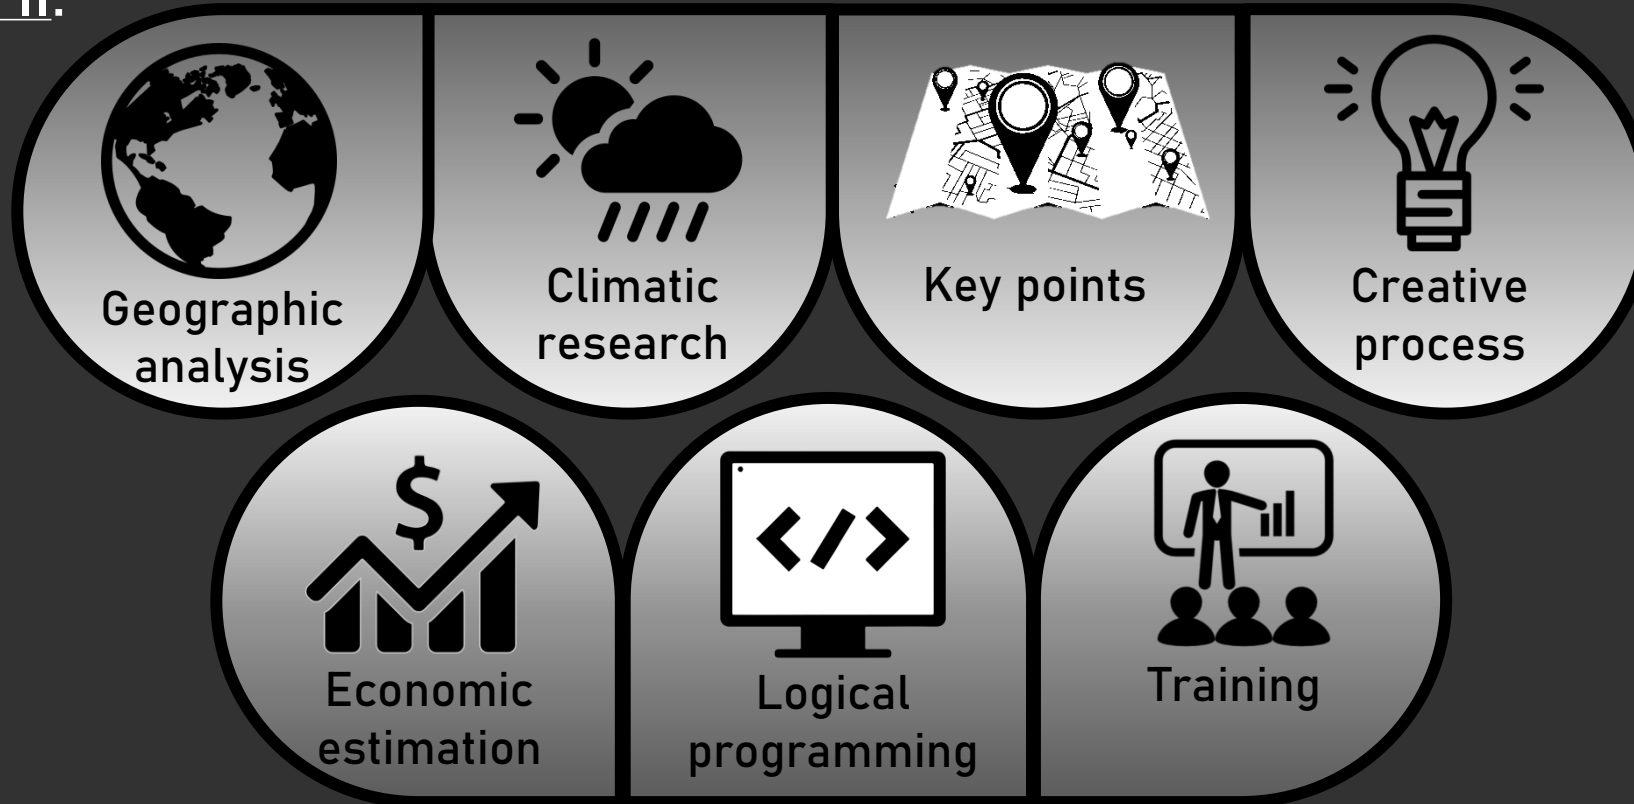 Geographic
analysis
Climatic
research
Key points
Creative
process
$
</>
Economic
estimation
Logical
programming
Training